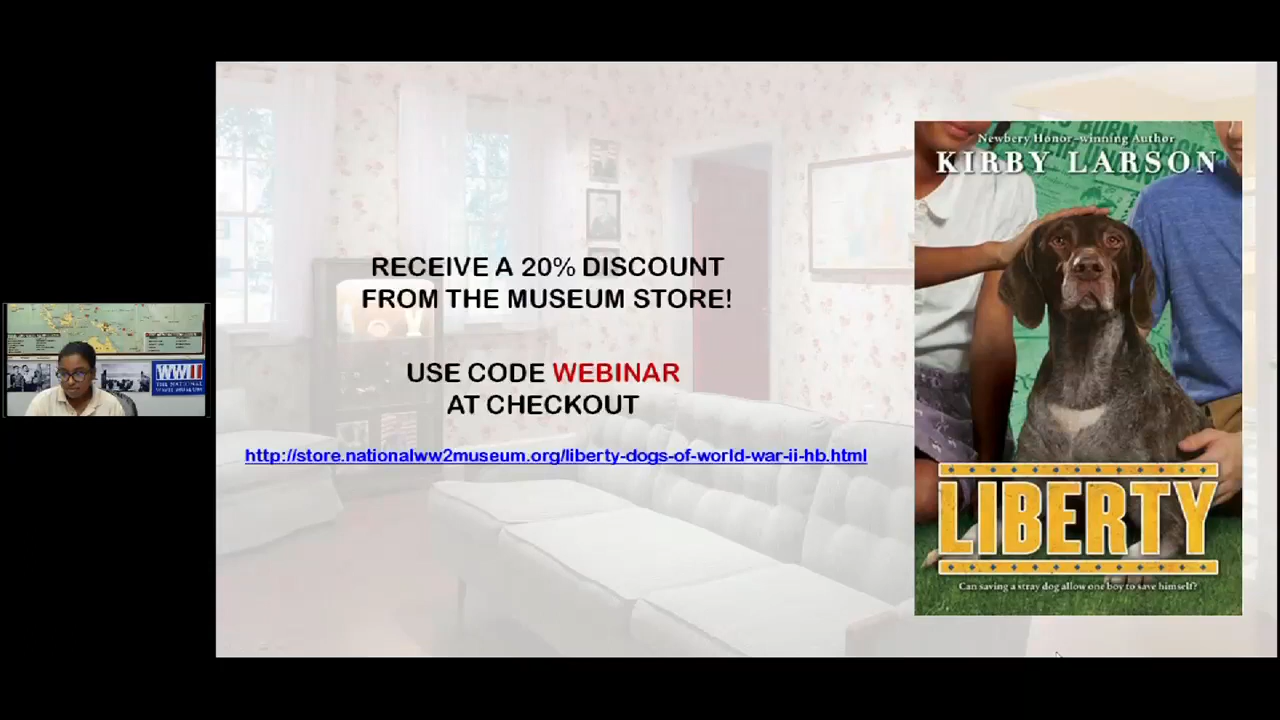 RECEIVE A 20% DISCOUNT
FROM THE MUSEUM STORE!
USE CODE WEBINAR
AT CHECKOUT
http://store.nationalww2museum.org/liberty-dogs-of-world-war-ii-hb.html
Newbery Honor-winning Author
KIRBY LARSON
LIBERTY
Can saving a stray dog allow one boy to save himself?
WWII
THE NATIONAL
WWII MUSEUM